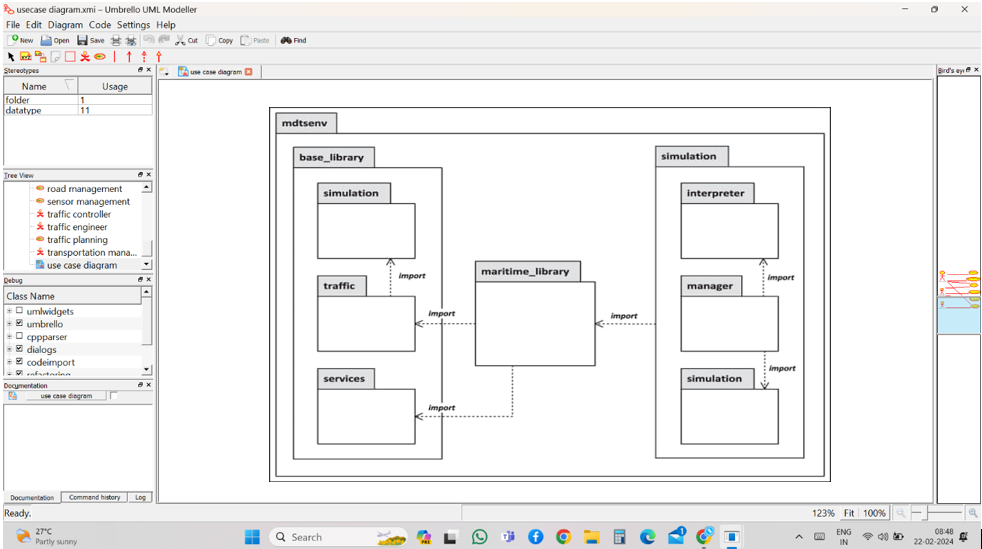 usecase diagram.xmi – Umbrello UML Modeller
File Edit Diagram Code Settings Help
New Open Save Cut Copy Paste Find
Stereotypes
Name Usage
folder 1
datatype 11
Tree View
road management
sensor management
traffic controller
traffic engineer
traffic planning
transportation mana...
use case diagram
Debug
Class Name
umlwidgets
umbrello
cppparser
dialogs
codeimport
refactoring
Documentation
use case diagram
Documentation Command history Log
Ready.
use case diagram
mdtsenv
base_library
simulation
import
traffic
import
services
import
maritime_library
import
simulation
interpreter
import
manager
import
simulation
Bird's eye
123% Fit 100%
27°C
Partly sunny
Search
PRE
1
ENG
IN
08:48
22-02-2024